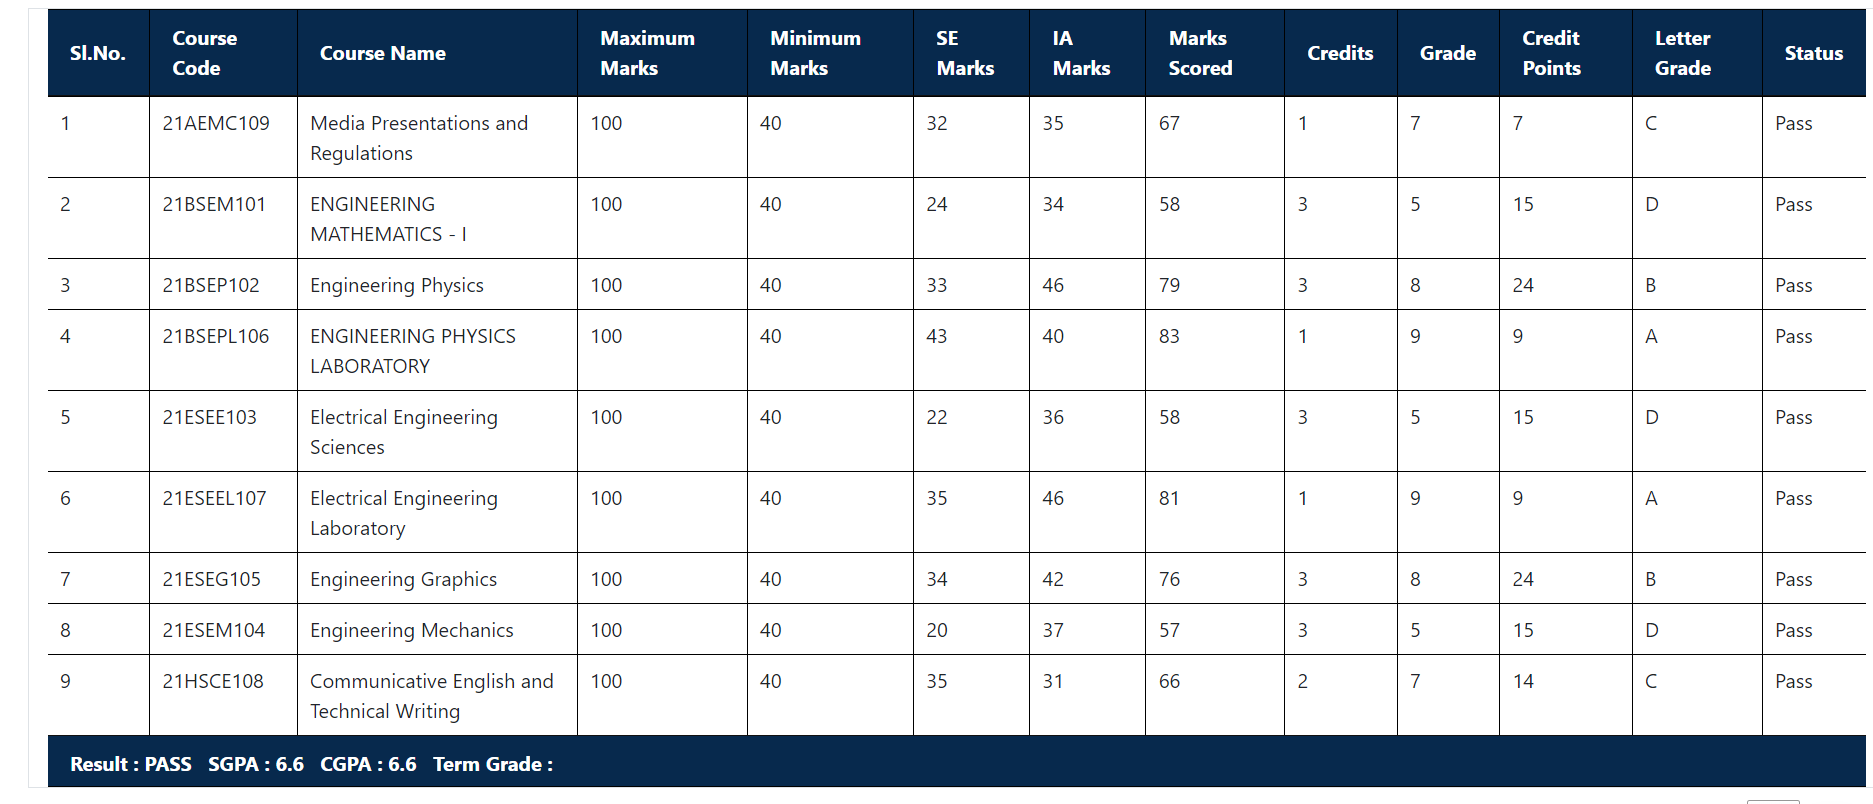 Sl.No. Course Code Course Name Maximum Marks Minimum Marks SE Marks IA Marks Marks Scored Credits Grade Credit Points Letter Grade Status
1 21AEMC109 Media Presentations and Regulations 100 40 32 35 67 1 7 7 C Pass
2 21BSEM101 ENGINEERING MATHEMATICS - I 100 40 24 34 58 3 5 15 D Pass
3 21BSEP102 Engineering Physics 100 40 33 46 79 3 8 24 B Pass
4 21BSEPL106 ENGINEERING PHYSICS LABORATORY 100 40 43 40 83 1 9 9 A Pass
5 21ESEE103 Electrical Engineering Sciences 100 40 22 36 58 3 5 15 D Pass
6 21ESEEL107 Electrical Engineering Laboratory 100 40 35 46 81 1 9 9 A Pass
7 21ESEG105 Engineering Graphics 100 40 34 42 76 3 8 24 B Pass
8 21ESEM104 Engineering Mechanics 100 40 20 37 57 3 5 15 D Pass
9 21HSCE108 Communicative English and Technical Writing 100 40 35 31 66 2 7 14 C Pass
Result : PASS SGPA : 6.6 CGPA : 6.6 Term Grade :